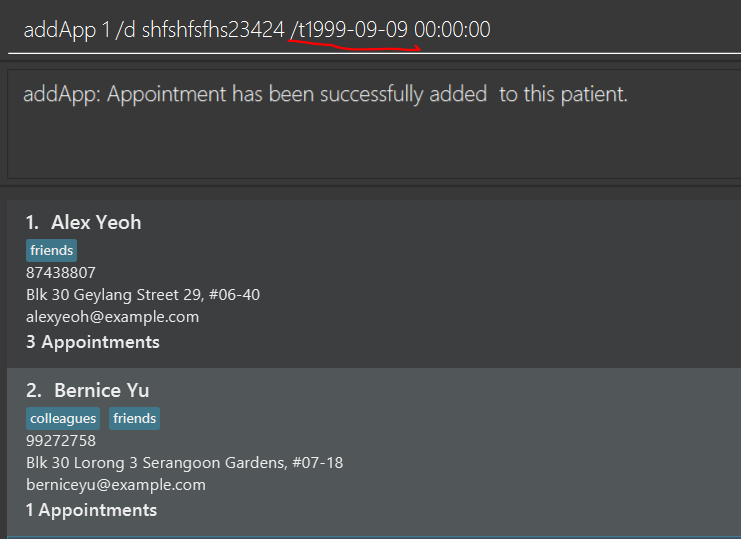 addApp 1 /d shfshfsfhs23424 /t1999-09-09 00:00:00
addApp: Appointment has been successfully added  to this patient.
1.  Alex Yeoh
friends
87438807
Blk 30 Geylang Street 29, #06-40
alexyeoh@example.com
3 Appointments
2.  Bernice Yu
colleagues friends
99272758
Blk 30 Lorong 3 Serangoon Gardens, #07-18
berniceyu@example.com
1 Appointments